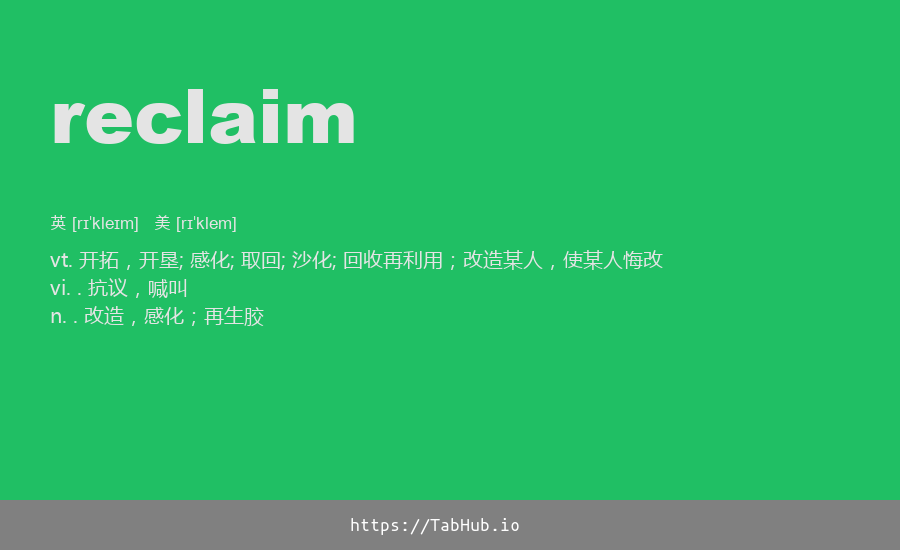 reclaim
英 [rɪˈkleɪm] 美 [rɪˈklem]
vt. 开拓，开垦; 感化; 取回; 沙化; 回收再利用；改造某人，使某人悔改
vi. . 抗议，喊叫
n. . 改造，感化；再生胶
https://TabHub.io